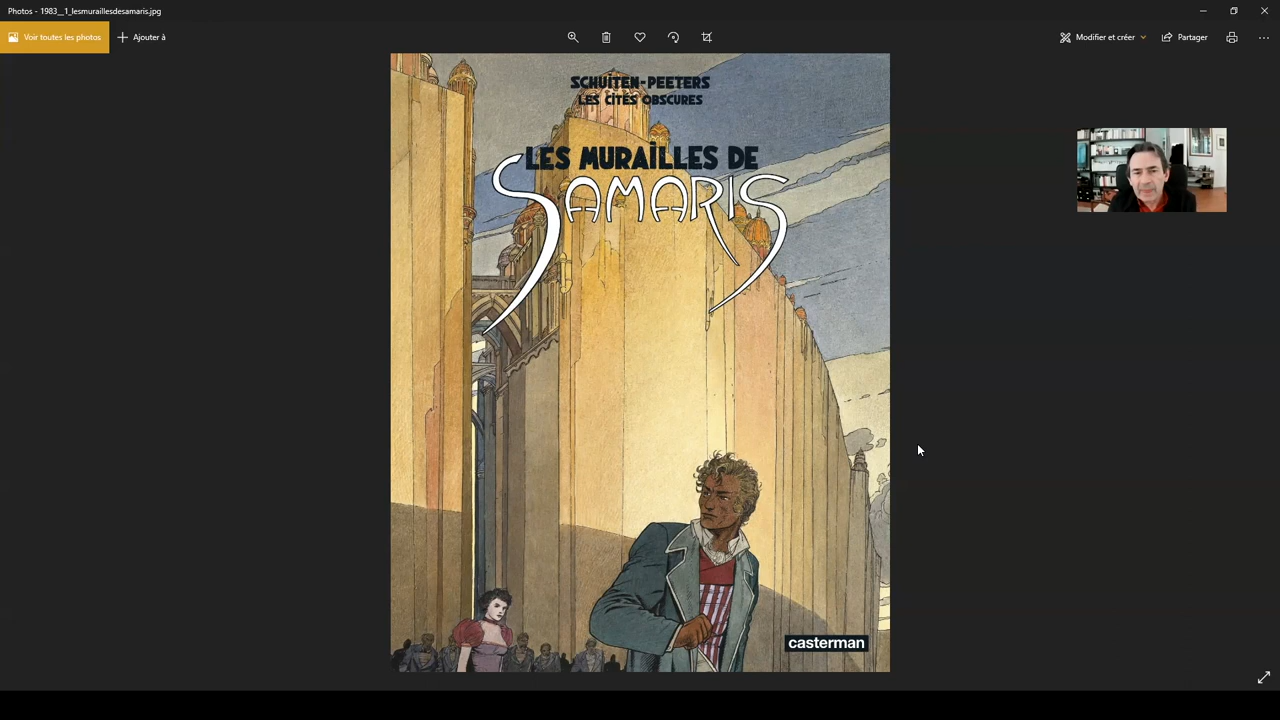 Photos - 1983__1_lesmuraillesdesamaris.jpg
Voir toutes les photos
Ajouter à
Modifier et créer
Partager
SCHUITEN-PEETERS
LES CITÉS OBSCURES
LES MURAILLES DE
SAMARIS
casterman